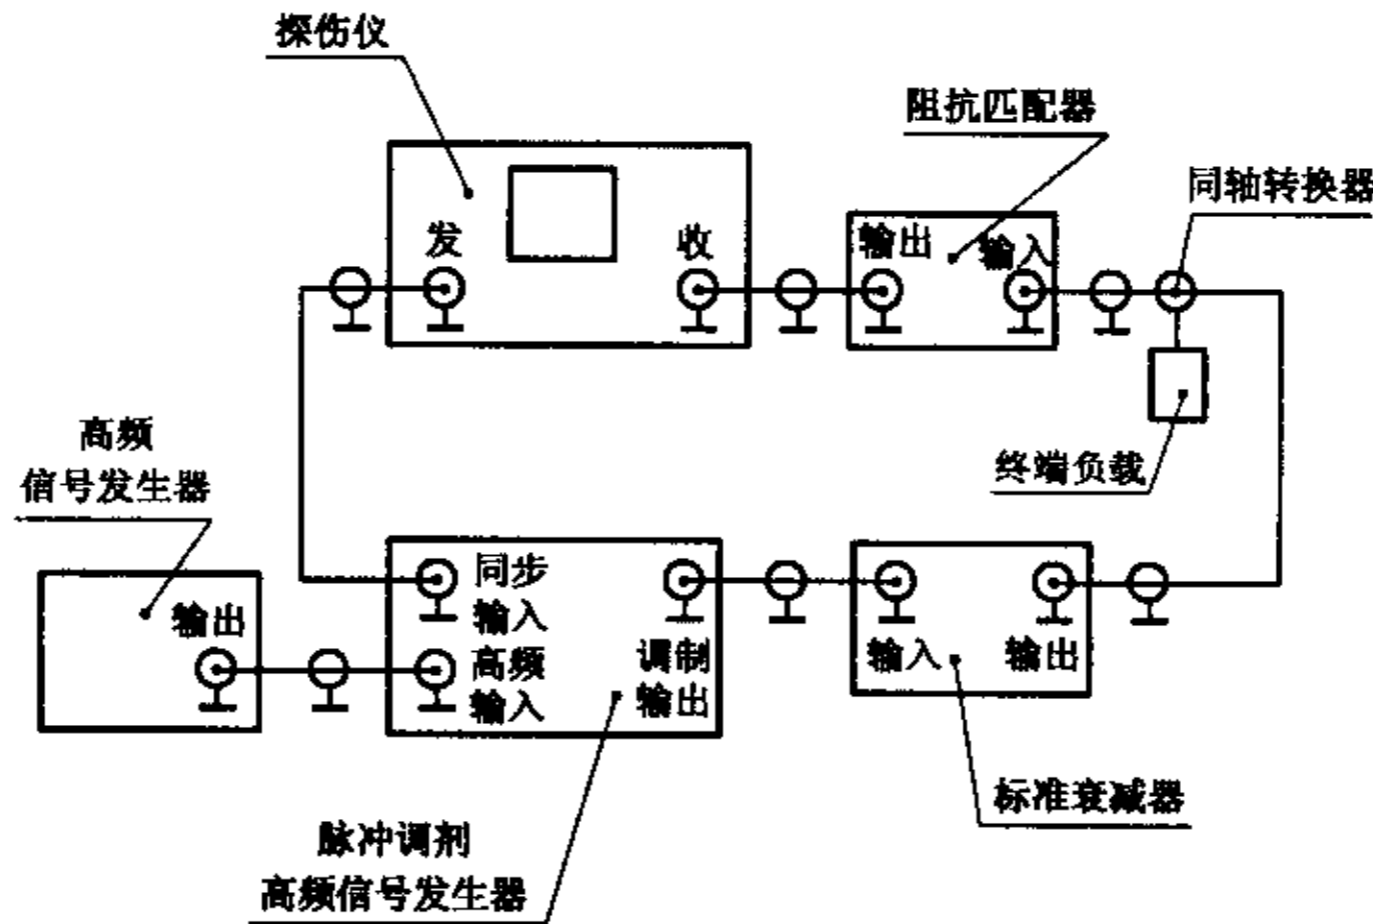 探伤仪
阻抗匹配器
同轴转换器
发
收
输出
输入
终端负载
高频
信号发生器
输出
同步
输入
高频
输入
调制
输出
输入
输出
标准衰减器
脉冲调剂
高频信号发生器